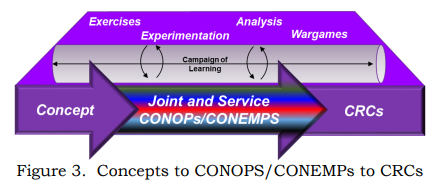 Exercises
Analysis
Experimentation
Wargames
Campaign of
Learning
Concept
Joint and Service
CONOPs/CONEMPS
CRCs
Figure 3. Concepts to CONOPS/CONEMPs to CRCs